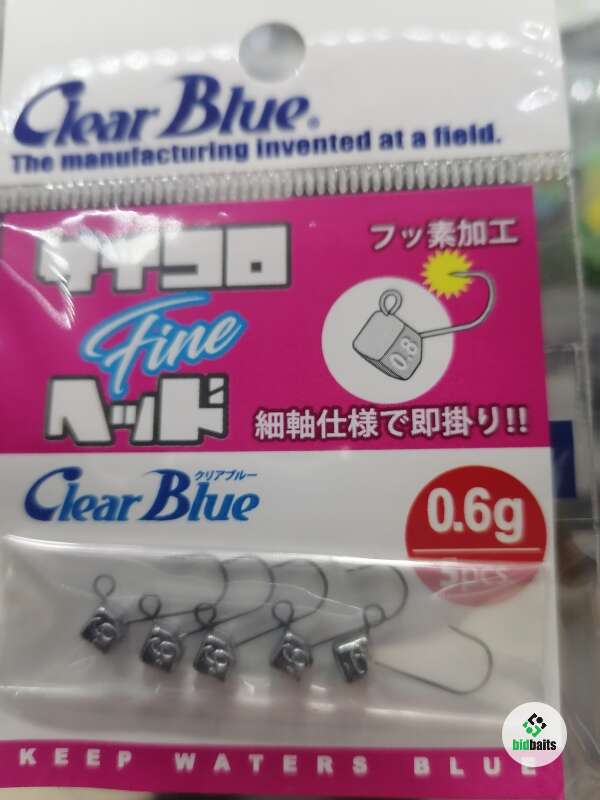 Clear Blue®
The manufacturing invented at a field.
サイコロ
Fine
ヘッド
フッ素加工
0.8
細軸仕様で即掛り!!
クリアブルー
Clear Blue
0.6g
5pcs
KEEP WATERS BLUE
bidbaits